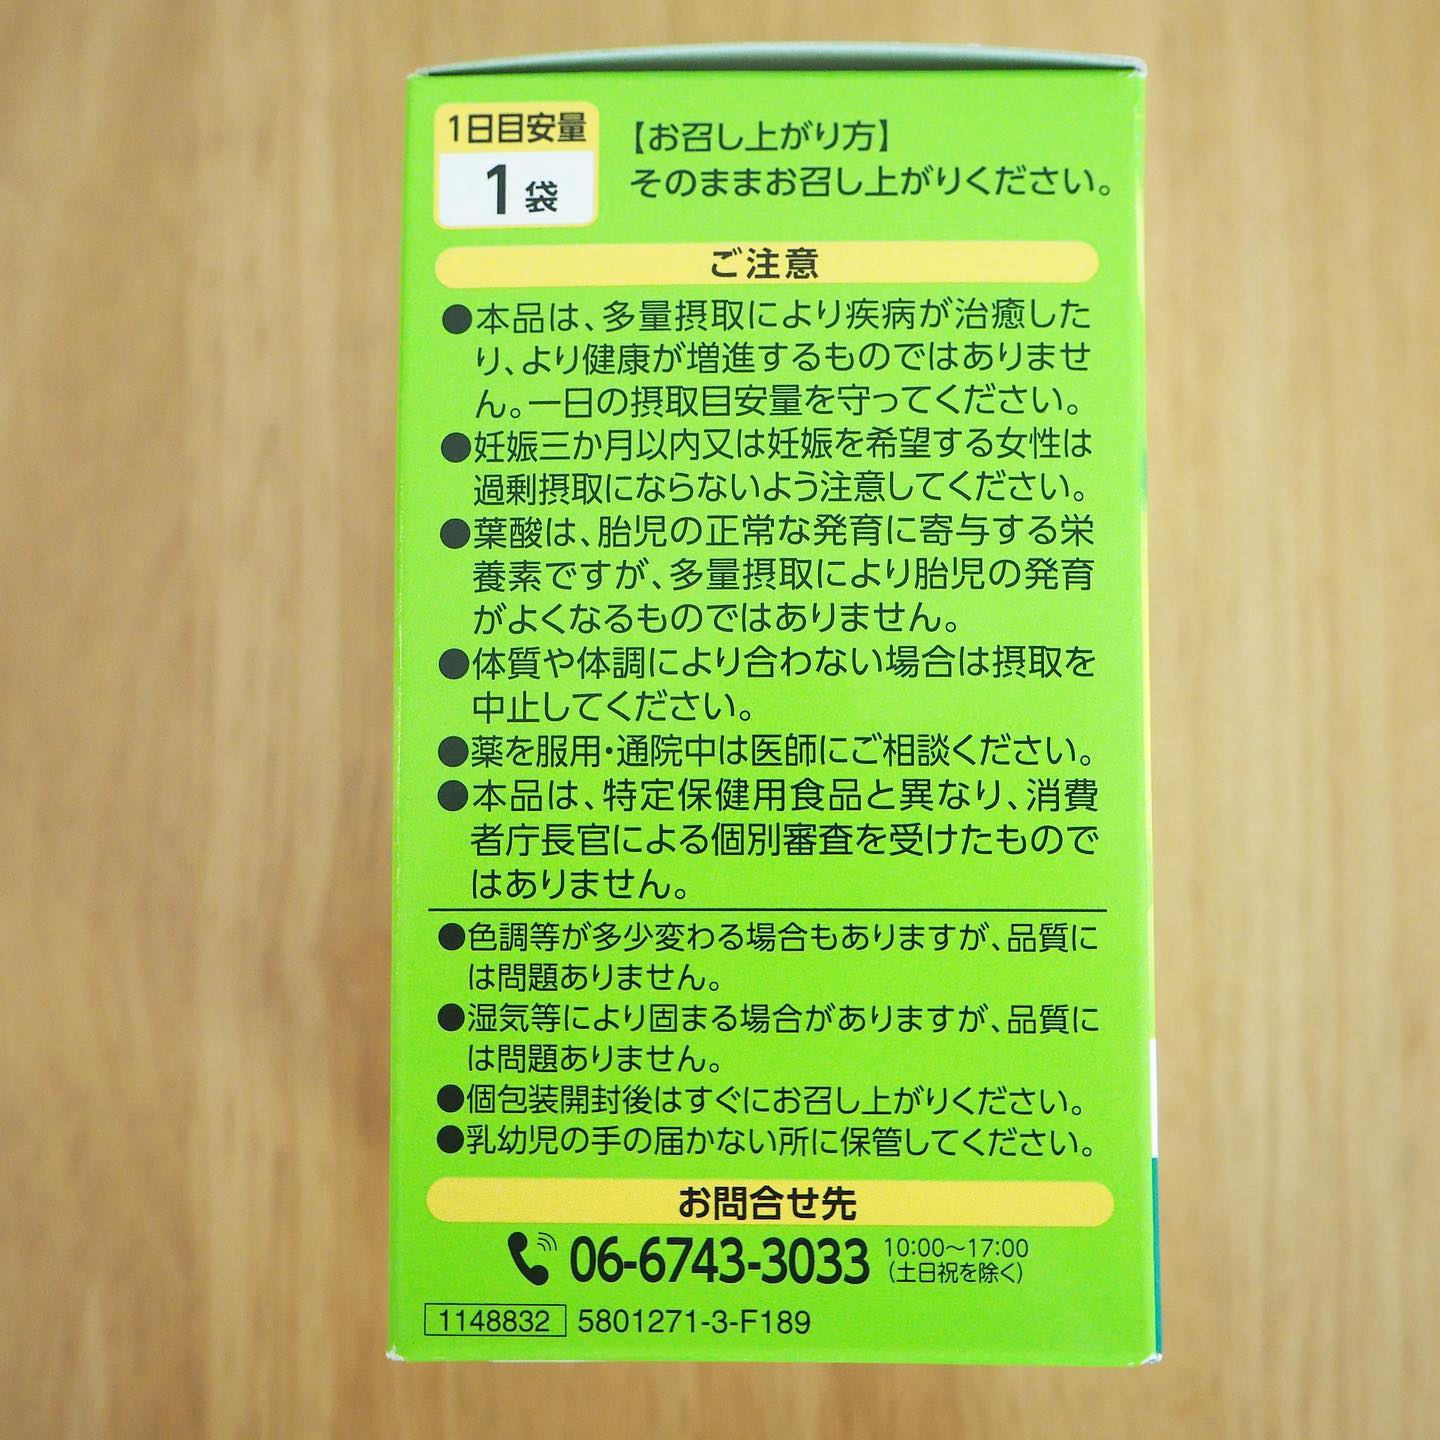 1日目安量
1袋
【お召し上がり方】
そのままお召し上がりください。
ご注意
●本品は、多量摂取により疾病が治癒した
り、より健康が増進するものではありませ
ん。一日の摂取目安量を守ってください。
●妊娠三か月以内又は妊娠を希望する女性は
過剰摂取にならないよう注意してください。
●葉酸は、胎児の正常な発育に寄与する栄
養素ですが、多量摂取により胎児の発育
がよくなるものではありません。
●体質や体調により合わない場合は摂取を
中止してください。
●薬を服用・通院中は医師にご相談ください。
●本品は、特定保健用食品と異なり、消費
者庁長官による個別審査を受けたもので
はありません。
●色調等が多少変わる場合もありますが、品質に
は問題ありません。
●湿気等により固まる場合がありますが、品質に
は問題ありません。
●個包装開封後はすぐにお召し上がりください。
●乳幼児の手の届かない所に保管してください。
お問合せ先
06-6743-3033 10:00～17:00
(土日祝を除く)
1148832 5801271-3-F189